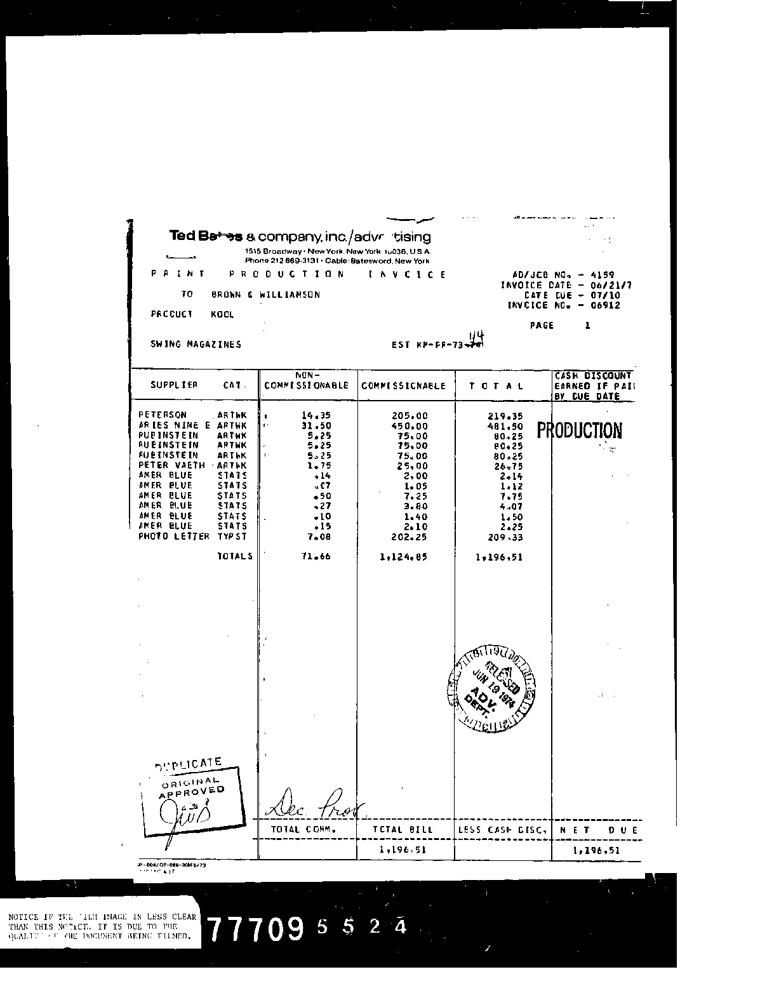 Ted Bates & company, inc./advertising
1515 Broadway • New York, New York 10036, U.S.A.
Phone 212 869-3131 • Cable: Batesword, New York
PRINT PRODUCTION INVOICE
AD/JOB NO. - 4159
INVOICE DATE - 06/21/7
TO BROWN & WILLIAMSON
DATE DUE - 07/10
INVOICE NO. - 06912
PRODUCT KOOL
PAGE 1
SWING MAGAZINES EST KM-PR-73- 114
SUPPLIER CAT. NON-COMMISSIONABLE COMMISSIONABLE TOTAL CASH DISCOUNT EARNED IF PAID BY DUE DATE
PETERSON ARTWK 14.35 205.00 219.35
ARIES NINE E ARTWK 31.50 450.00 481.50
PRODUCTION
RUBINSTEIN ARTWK 5.25 75.00 80.25
RUBINSTEIN ARTWK 5.25 75.00 80.25
RUBINSTEIN ARTWK 5.25 75.00 80.25
PETER VAETH ARTWK 1.75 25.00 26.75
AMER BLUE STATS .14 2.00 2.14
AMER BLUE STATS .07 1.05 1.12
AMER BLUE STATS .50 7.25 7.75
AMER BLUE STATS .27 3.80 4.07
AMER BLUE STATS .10 1.40 1.50
AMER BLUE STATS .15 2.10 2.25
PHOTO LETTER TYPST 7.08 202.25 209.33
TOTALS 71.66 1,124.85 1,196.51
RELEASED
JUN 19 1974
ADV.
DEPT.
DUPLICATE
ORIGINAL
APPROVED
Dec Prov
TOTAL COMM. TOTAL BILL LESS CASH DISC. NET DUE
1,196.51 1,196.51
NOTICE IF THE FILM IMAGE IS LESS CLEAR
THAN THIS NOTICE, IT IS DUE TO THE
QUALITY OF THE DOCUMENT BEING FILMED.
77709 5524